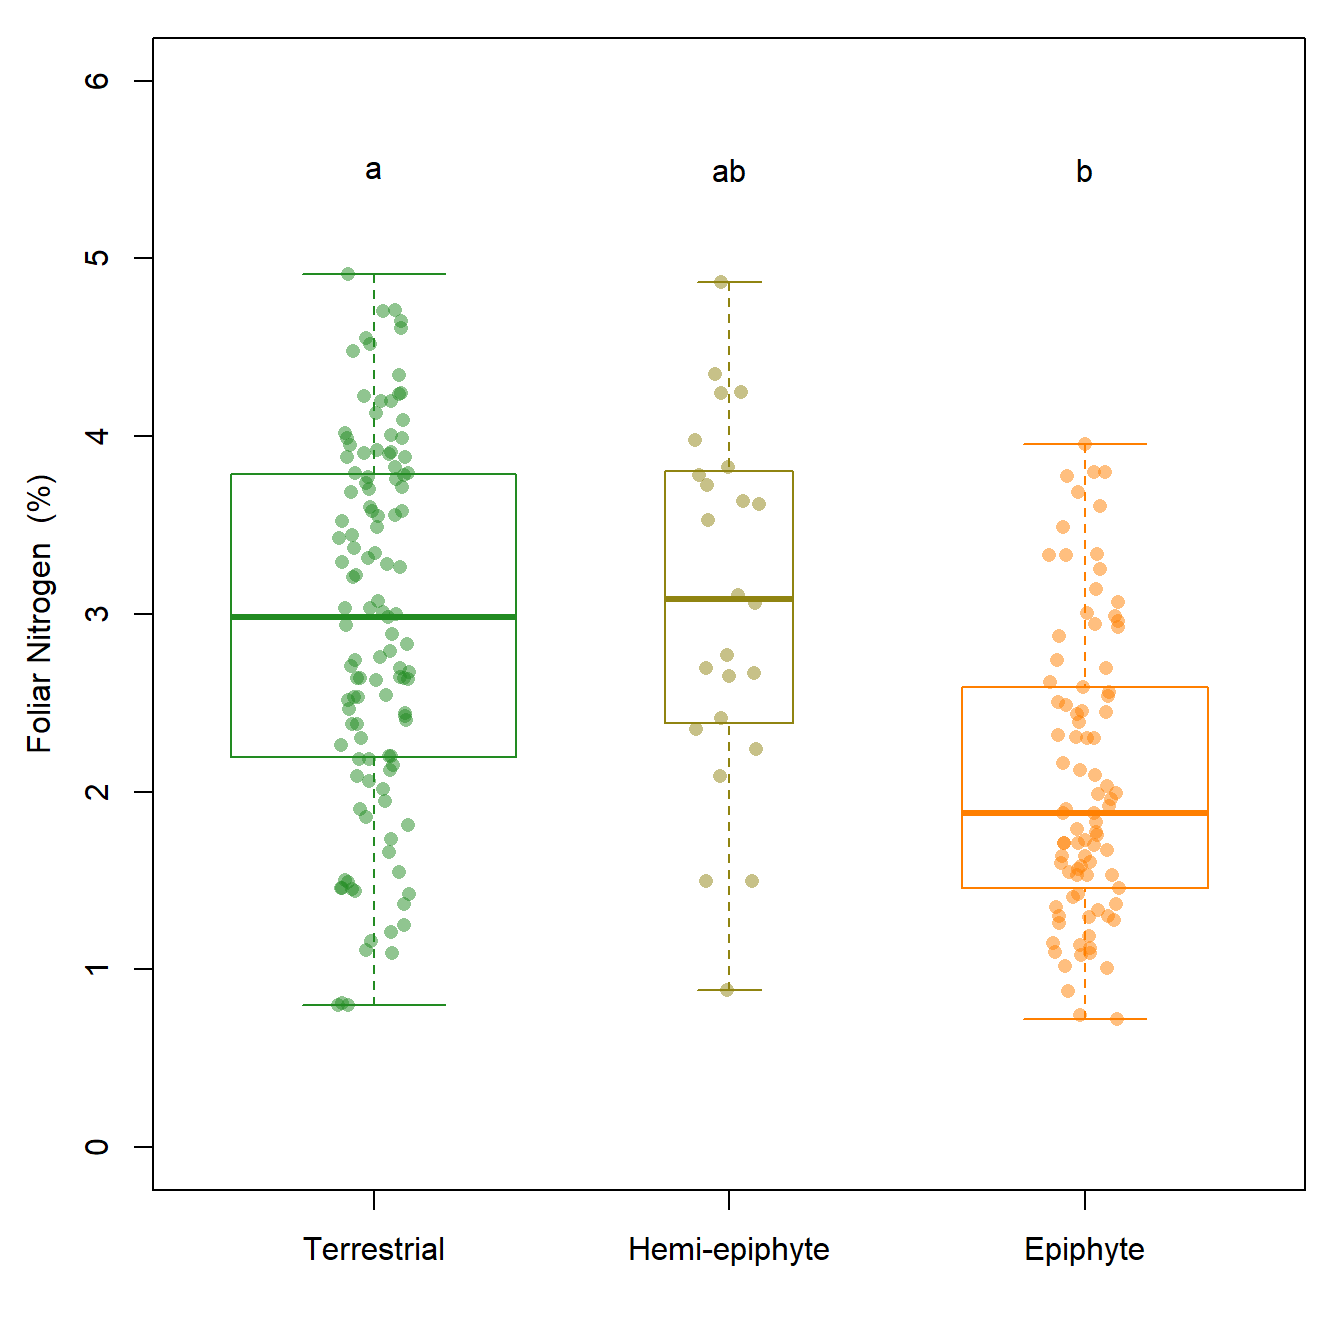 6
5
4
3
2
1
0
Foliar Nitrogen (%)
a
ab
b
Terrestrial
Hemi-epiphyte
Epiphyte